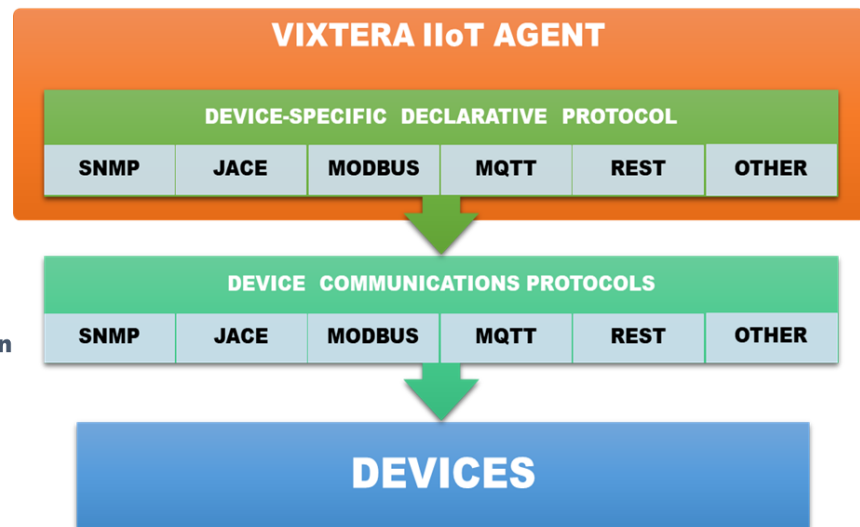 VIXTERA IIoT AGENT
DEVICE-SPECIFIC DECLARATIVE PROTOCOL
SNMP JACE MODBUS MQTT REST OTHER
DEVICE COMMUNICATIONS PROTOCOLS
SNMP JACE MODBUS MQTT REST OTHER
DEVICES